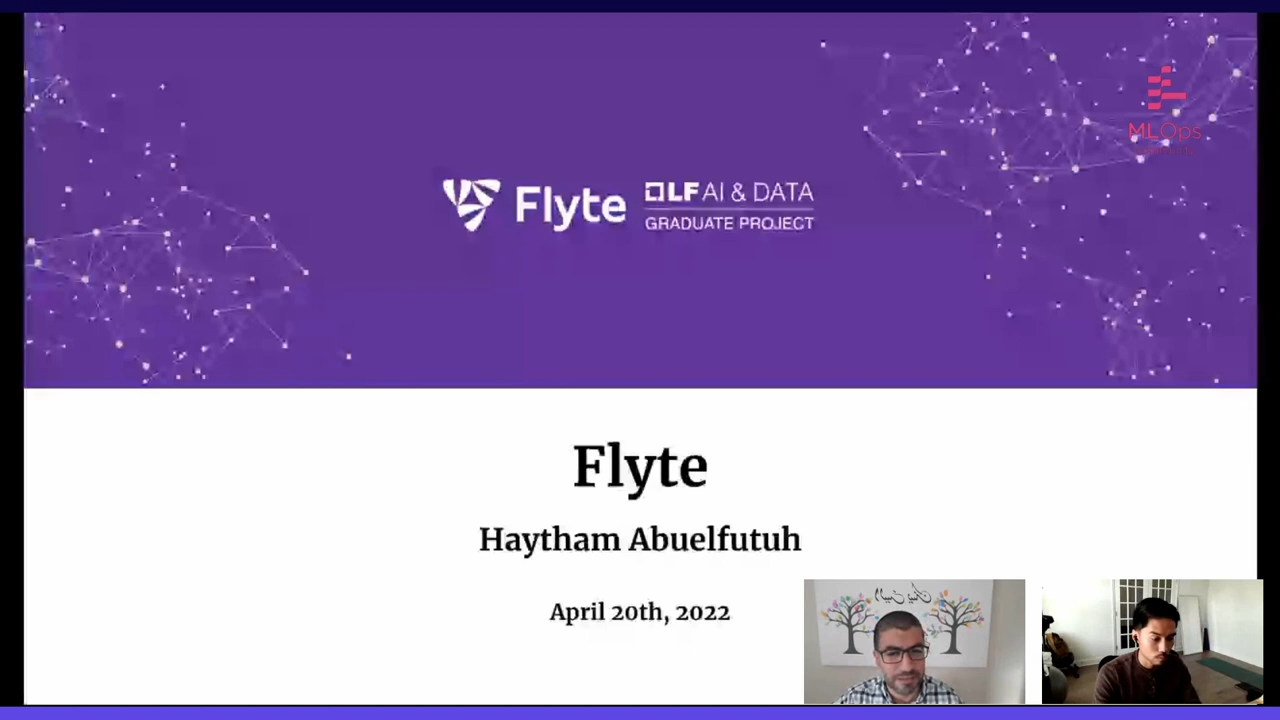 Flyte
LF AI & DATA
GRADUATE PROJECT
MLOps
Flyte
Haytham Abuelfutuh
April 20th, 2022